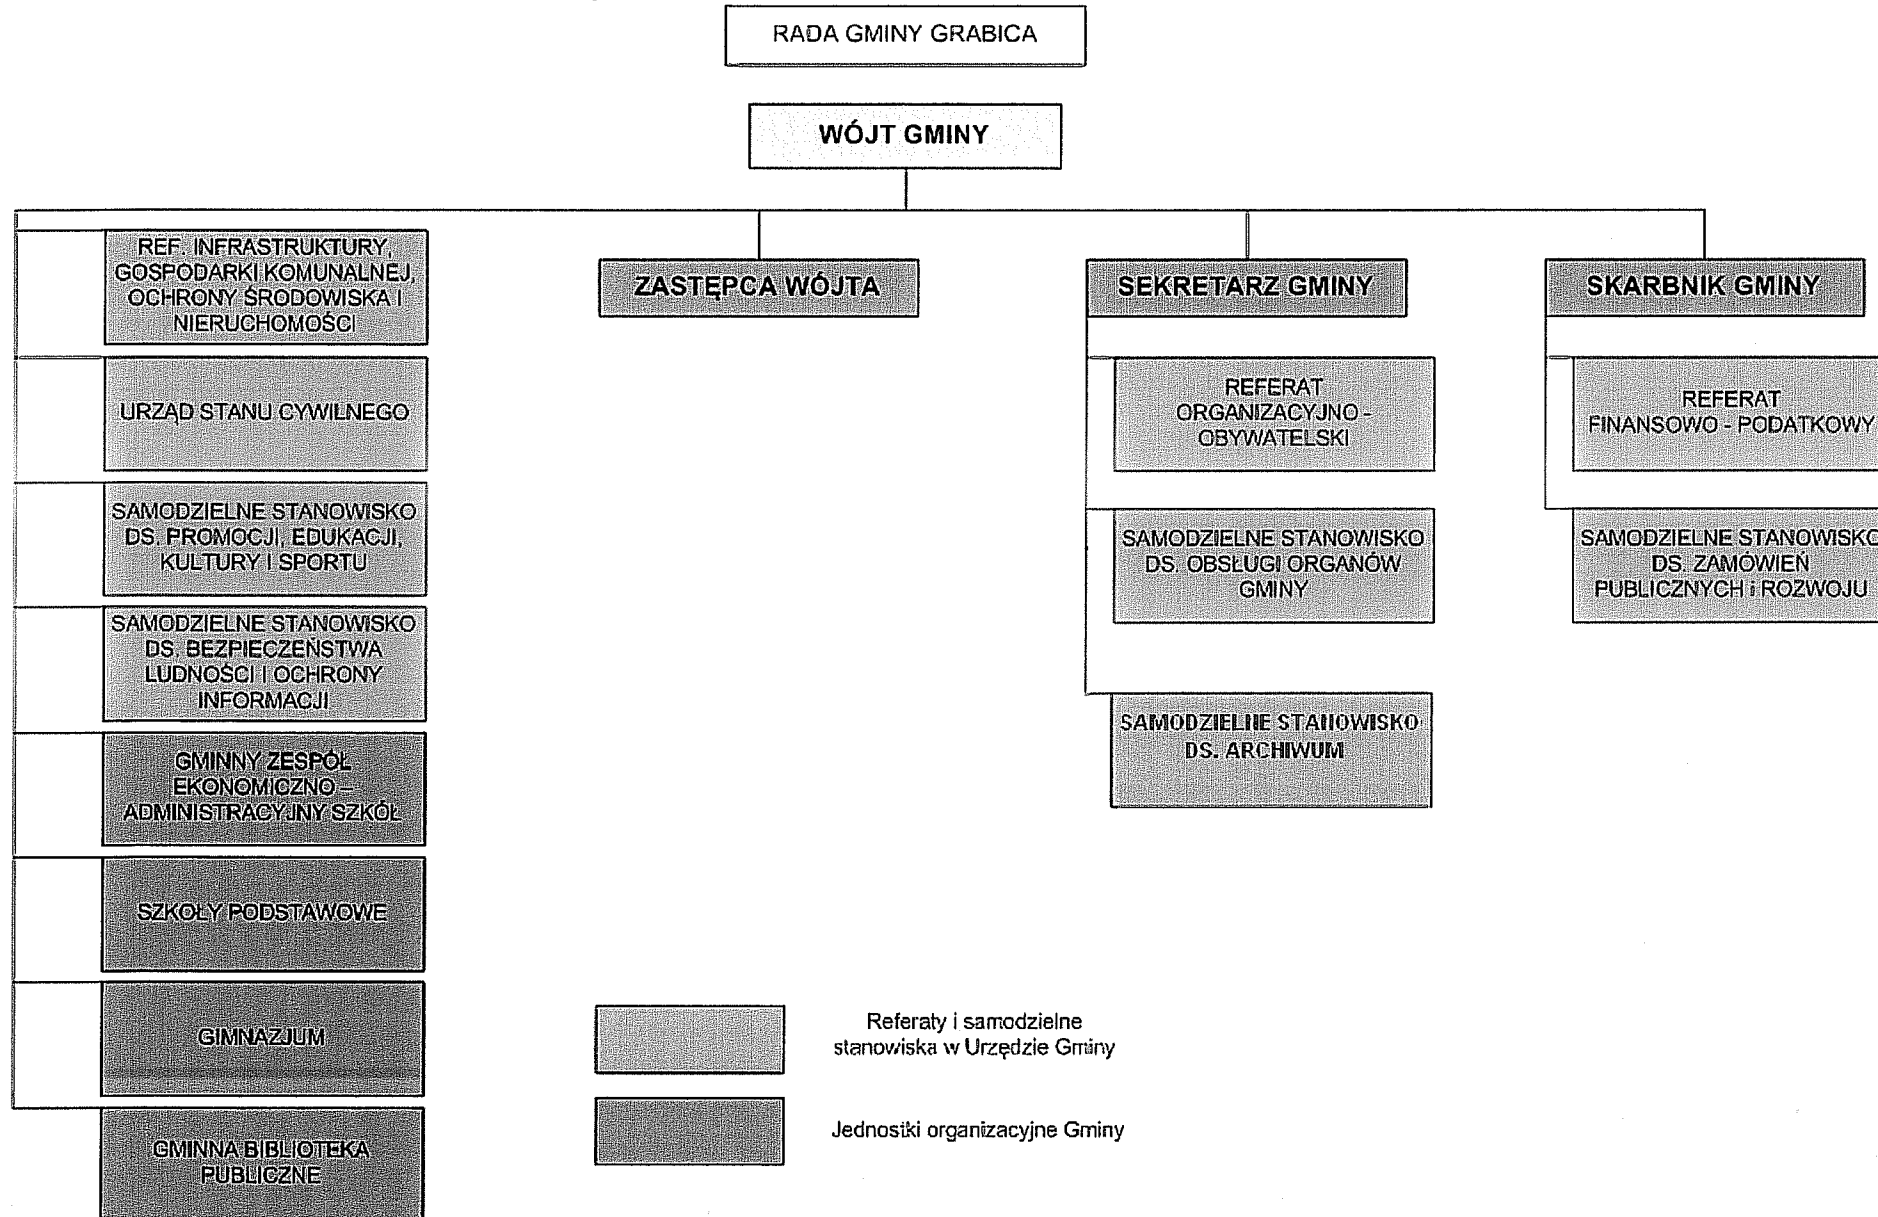 RADA GMINY GRABICA
WÓJT GMINY
REF. INFRASTRUKTURY,
GOSPODARKI KOMUNALNEJ,
OCHRONY ŚRODOWISKA I
NIERUCHOMOŚCI
URZĄD STANU CYWILNEGO
SAMODZIELNE STANOWISKO
DS. PROMOCJI, EDUKACJI,
KULTURY I SPORTU
SAMODZIELNE STANOWISKO
DS. BEZPIECZEŃSTWA
LUDNOŚCI I OCHRONY
INFORMACJI
GMINNY ZESPÓŁ
EKONOMICZNO –
ADMINISTRACYJNY SZKÓŁ
SZKOŁY PODSTAWOWE
GIMNAZJUM
GMINNA BIBLIOTEKA
PUBLICZNE
ZASTĘPCA WÓJTA
SEKRETARZ GMINY
REFERAT
ORGANIZACYJNO -
OBYWATELSKI
SAMODZIELNE STANOWISKO
DS. OBSŁUGI ORGANÓW
GMINY
SAMODZIELNE STANOWISKO
DS. ARCHIWUM
SKARBNIK GMINY
REFERAT
FINANSOWO - PODATKOWY
SAMODZIELNE STANOWISKO
DS. ZAMÓWIEŃ
PUBLICZNYCH i ROZWOJU
Referaty i samodzielne
stanowiska w Urzędzie Gminy
Jednostki organizacyjne Gminy